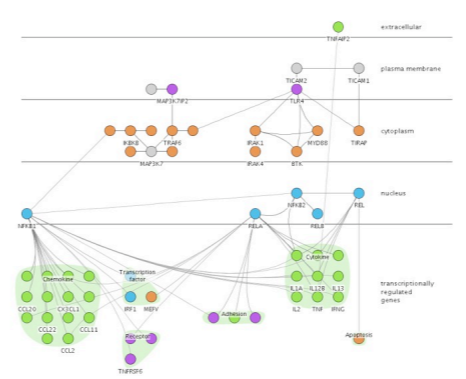 extracellular
TNFAIP2
plasma membrane
TICAM2
TICAM1
MAP3K7IP2
TLR4
cytoplasm
IKBKB
TRAF6
IRAK1
MYD88
TIRAP
MAP3K7
IRAK4
BTK
nucleus
NFKB2
REL
NFKB1
RELA
RELB
Cytokine
Chemokine
Transcription
factor
IL1A
IL12B
IL13
transcriptionally
regulated
genes
CCL20
CX3CL1
IRF1
MEFV
IL2
TNF
IFNG
Adhesion
CCL22
CCL11
Receptor
Apoptosis
CCL2
TNFRSF6